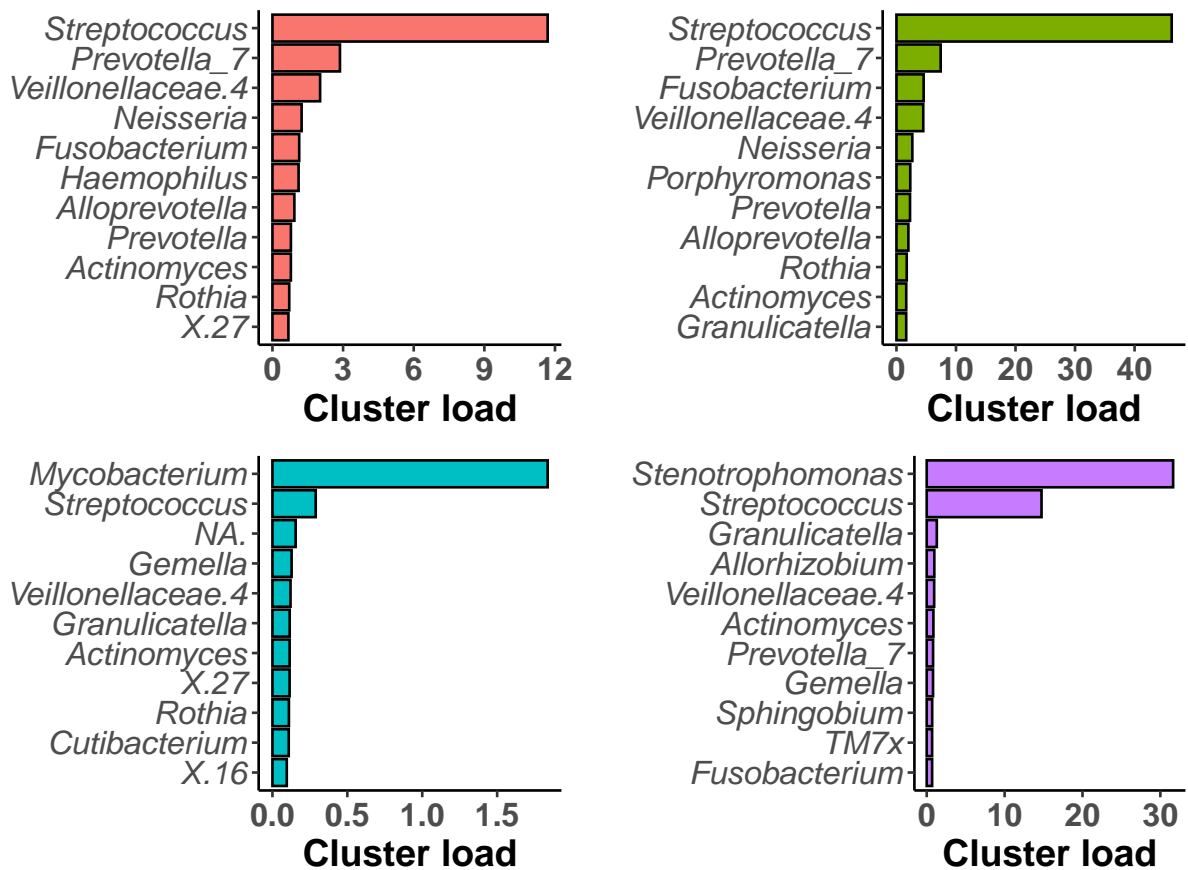 Streptococcus
Prevotella_7
Veillonellaceae.4
Neisseria
Fusobacterium
Haemophilus
Alloprevotella
Prevotella
Actinomyces
Rothia
X.27
0 3 6 9 12
Cluster load
Streptococcus
Prevotella_7
Fusobacterium
Veillonellaceae.4
Neisseria
Porphyromonas
Prevotella
Alloprevotella
Rothia
Actinomyces
Granulicatella
0 10 20 30 40
Cluster load
Mycobacterium
Streptococcus
NA.
Gemella
Veillonellaceae.4
Granulicatella
Actinomyces
X.27
Rothia
Cutibacterium
X.16
0.0 0.5 1.0 1.5
Cluster load
Stenotrophomonas
Streptococcus
Granulicatella
Allorhizobium
Veillonellaceae.4
Actinomyces
Prevotella_7
Gemella
Sphingobium
TM7x
Fusobacterium
0 10 20 30
Cluster load